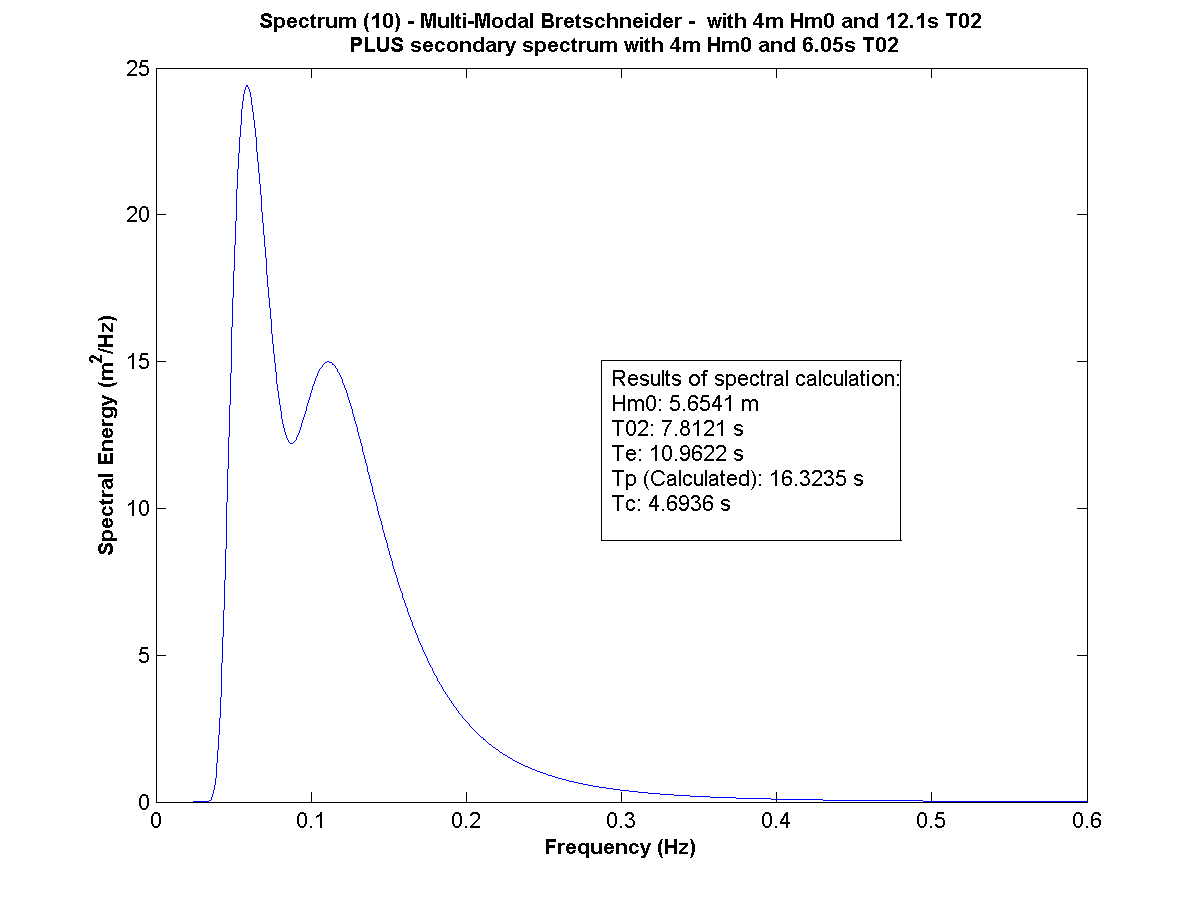 Spectrum (10) - Multi-Modal Bretschneider -  with 4m Hm0 and 12.1s T02
PLUS secondary spectrum with 4m Hm0 and 6.05s T02
25
20
15
10
5
0
Spectral Energy (m²/Hz)
Results of spectral calculation:
Hm0: 5.6541 m
T02: 7.8121 s
Te: 10.9622 s
Tp (Calculated): 16.3235 s
Tc: 4.6936 s
0 0.1 0.2 0.3 0.4 0.5 0.6
Frequency (Hz)